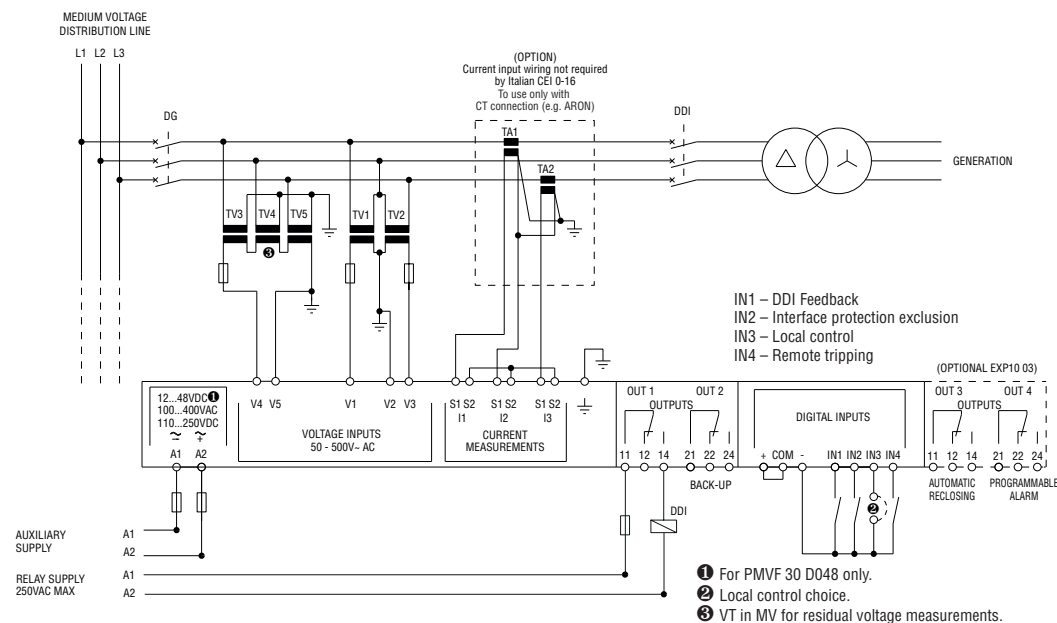 MEDIUM VOLTAGE
DISTRIBUTION LINE
L1 L2 L3
(OPTION)
Current input wiring not required
by Italian CEI 0-16
To use only with
CT connection (e.g. ARON)
DG
TA1
DDI
TA2
GENERATION
TV3 TV4 TV5
TV1 TV2
❸
IN1 – DDI Feedback
IN2 – Interface protection exclusion
IN3 – Local control
IN4 – Remote tripping
(OPTIONAL EXP10 03)
12...48VDC❶
100...400VAC
110...250VDC
~ ~
– +
A1 A2
V4 V5 V1 V2 V3
VOLTAGE INPUTS
50 - 500V~ AC
S1 S2 S1 S2 S1 S2
I1 I2 I3
CURRENT
MEASUREMENTS
OUT 1 OUT 2
OUTPUTS
11 12 14 21 22 24
BACK-UP
DIGITAL INPUTS
+ COM - IN1 IN2 IN3 IN4
OUT 3 OUT 4
OUTPUTS
11 12 14 21 22 24
AUTOMATIC
RECLOSING
PROGRAMMABLE
ALARM
❷
DDI
AUXILIARY
SUPPLY
A1
A2
RELAY SUPPLY
250VAC MAX
A1
A2
❶ For PMVF 30 D048 only.
❷ Local control choice.
❸ VT in MV for residual voltage measurements.